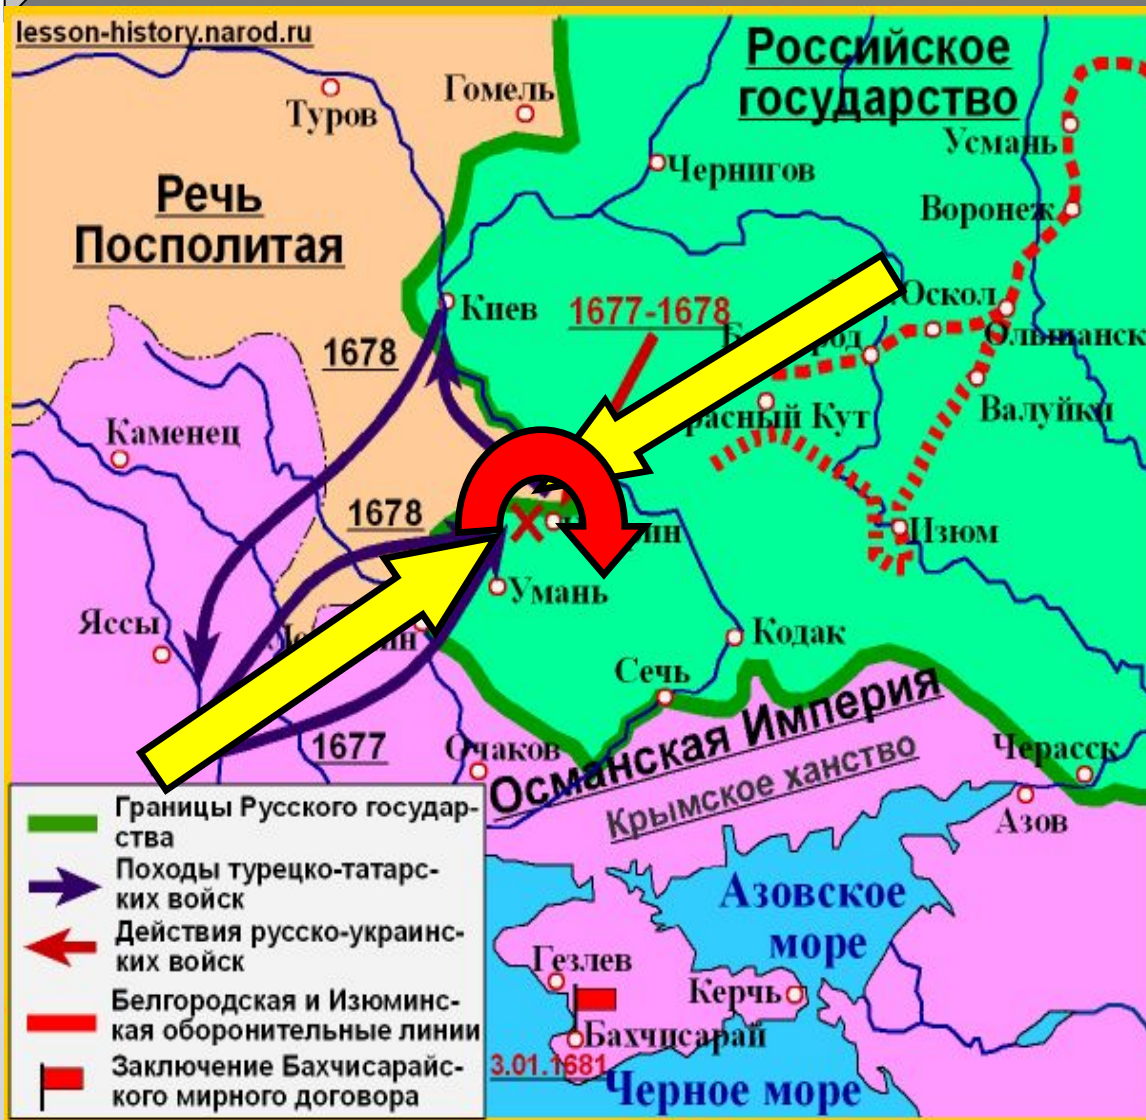 lesson-history.narod.ru
Российское
государство
Туров
Гомель
Усмань
Чернигов
Речь
Посполитая
Воронеж
Киев
1677-1678
Оскол
Ольшанск
1678
Валуйки
Каменец
Кут
1678
Изюм
Умань
Яссы
Кодак
Сечь
1677
Очаков
Османская Империя
Крымское ханство
Черасск
Азов
Границы Русского государ-
ства
Походы турецко-татарс-
ких войск
Действия русско-украинс-
ких войск
Белгородская и Изюминс-
кая оборонительные линии
Заключение Бахчисарайс-
кого мирного договора
Азовское
море
Гезлев
Керчь
Бахчисарай
3.01.1681
Черное море